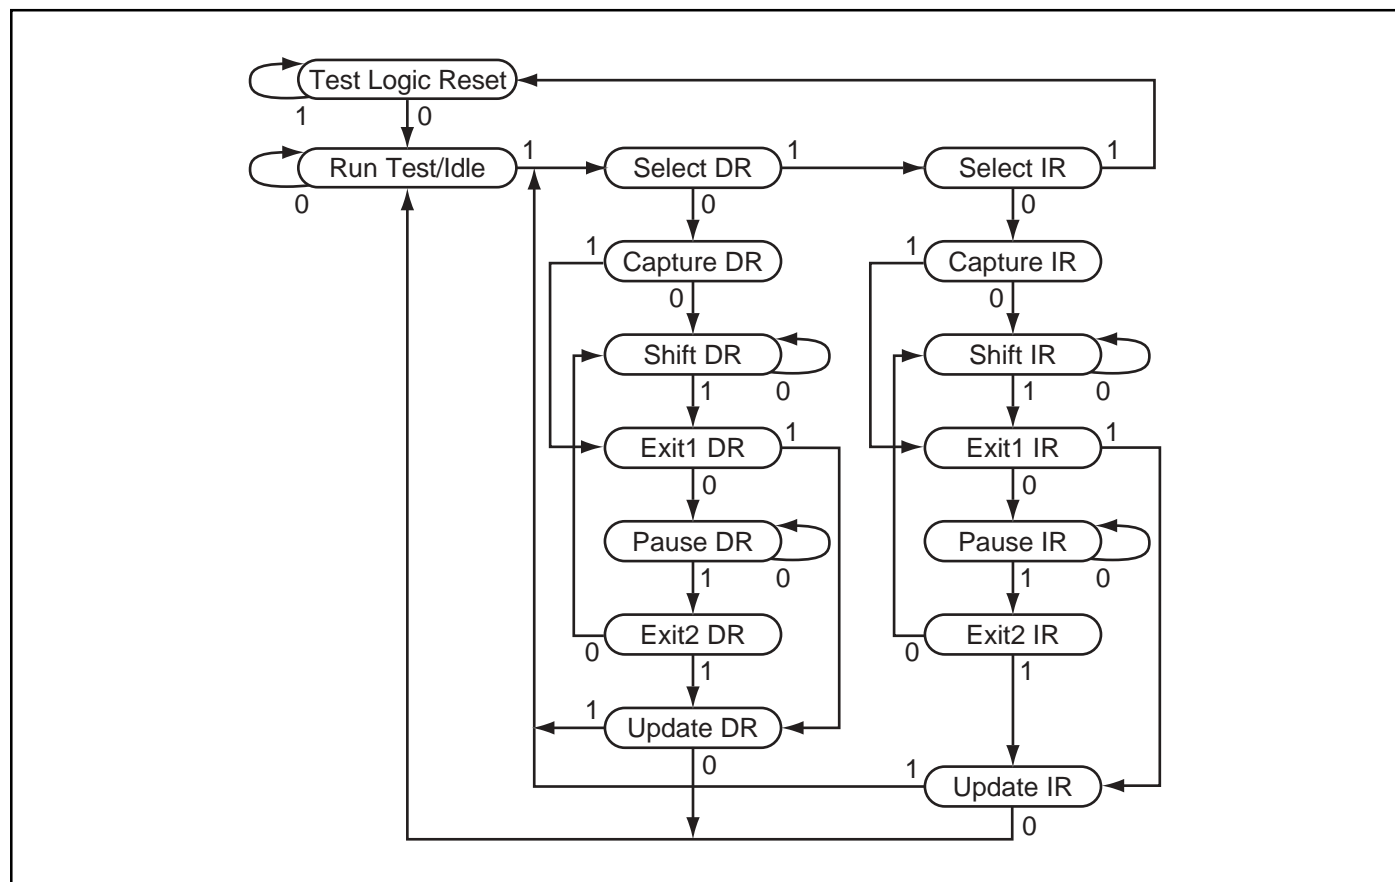 Test Logic Reset
1 0
Run Test/Idle 1 Select DR 1 Select IR 1
0 0 0
1 Capture DR 1 Capture IR
0 0
Shift DR Shift IR
1 0 1 0
Exit1 DR 1 Exit1 IR 1
0 0
Pause DR Pause IR
1 0 1 0
Exit2 DR Exit2 IR
0 1 0 1
1 Update DR
0 1 Update IR
0